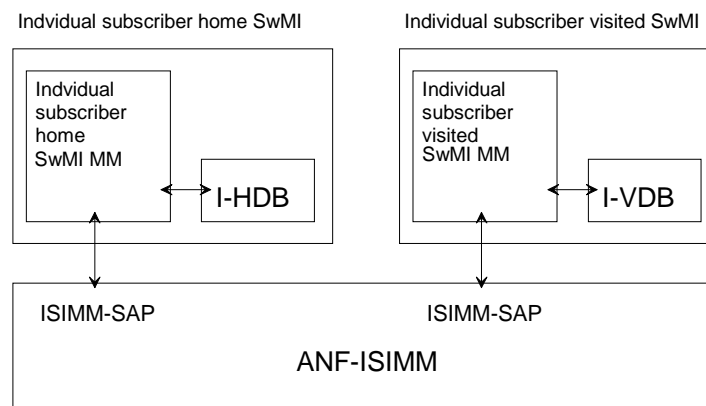 Indvidual subscriber home SwMI
Individual subscriber visited SwMI
Indvidual
subscriber
home
SwMI MM
I-HDB
Individual
subscriber
visited
SwMI MM
I-VDB
ISIMM-SAP
ISIMM-SAP
ANF-ISIMM